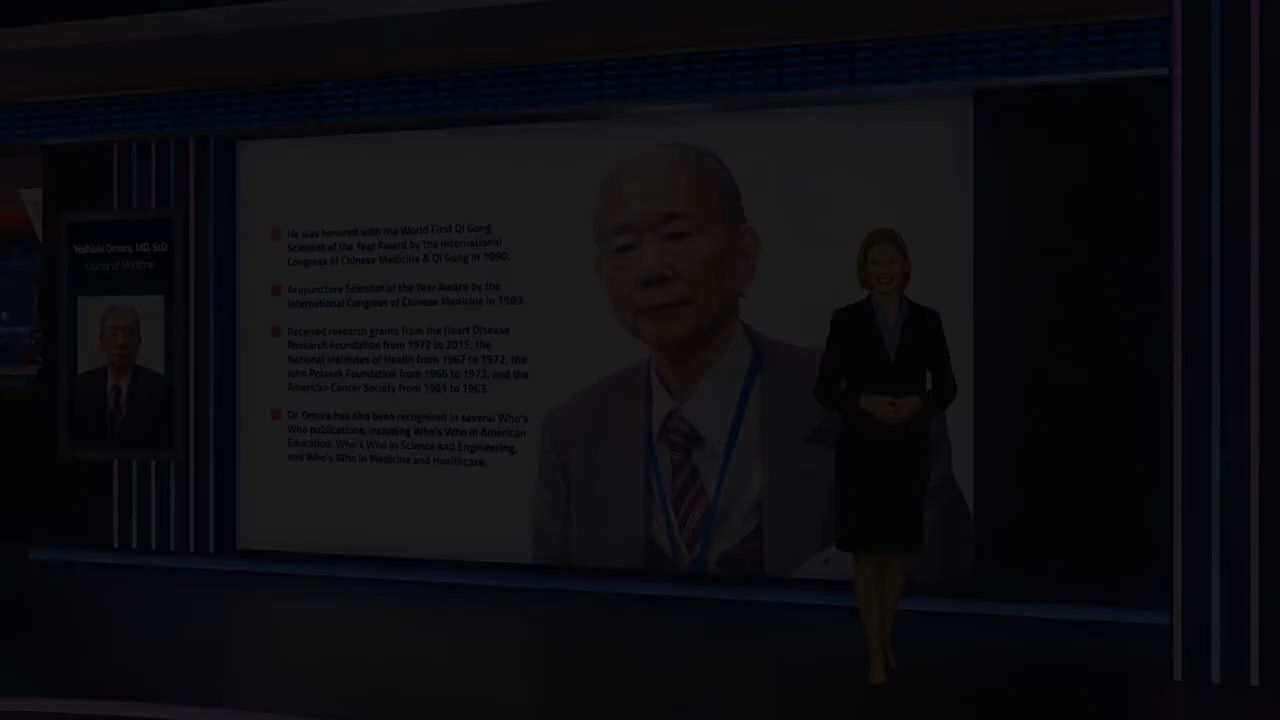 Yoshiaki Omura, MD, ScD
Doctor of Medicine
He was honored with the World First Qi Gong
Scientist of the Year Award by the International
Congress of Chinese Medicine & Qi Gong in 1990.
Acupuncture Scientist of the Year Award by the
International Congress of Chinese Medicine in 1989.
Received research grants from the Heart Disease
Research Foundation from 1972 to 2015, the
National Institutes of Health from 1967 to 1972, the
John Polacek Foundation from 1966 to 1972, and the
American Cancer Society from 1961 to 1963.
Dr. Omura has also been recognized in several Who's
Who publications, including Who's Who in American
Education, Who's Who in Science and Engineering,
and Who's Who in Medicine and Healthcare.